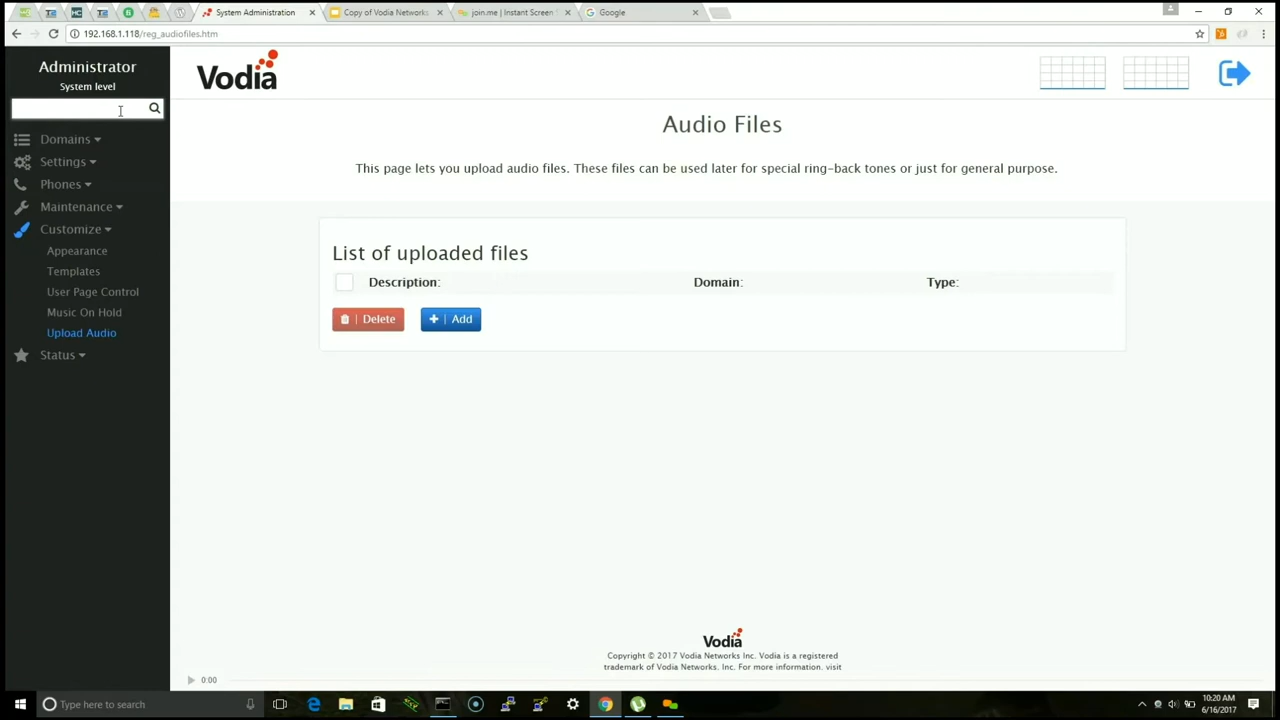 System Administration
Copy of Vodia Networks
join.me | Instant Screen
Google
192.168.1.118/reg_audiofiles.htm
Administrator
System level
Domains
Settings
Phones
Maintenance
Customize
Appearance
Templates
User Page Control
Music On Hold
Upload Audio
Status
Vodia
Audio Files
This page lets you upload audio files. These files can be used later for special ring-back tones or just for general purpose.
List of uploaded files
Description: Domain: Type:
Delete
Add
Vodia
Copyright © 2017 Vodia Networks Inc. Vodia is a registered
trademark of Vodia Networks. Inc. For more information. visit
0:00
Type here to search
10:20 AM
6/16/2017